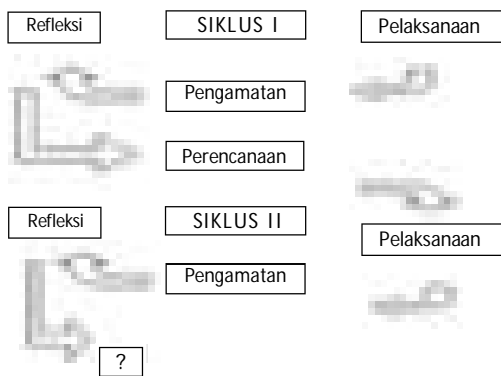 Refleksi
SIKLUS I
Pelaksanaan
Pengamatan
Perencanaan
Refleksi
SIKLUS II
Pelaksanaan
Pengamatan
?